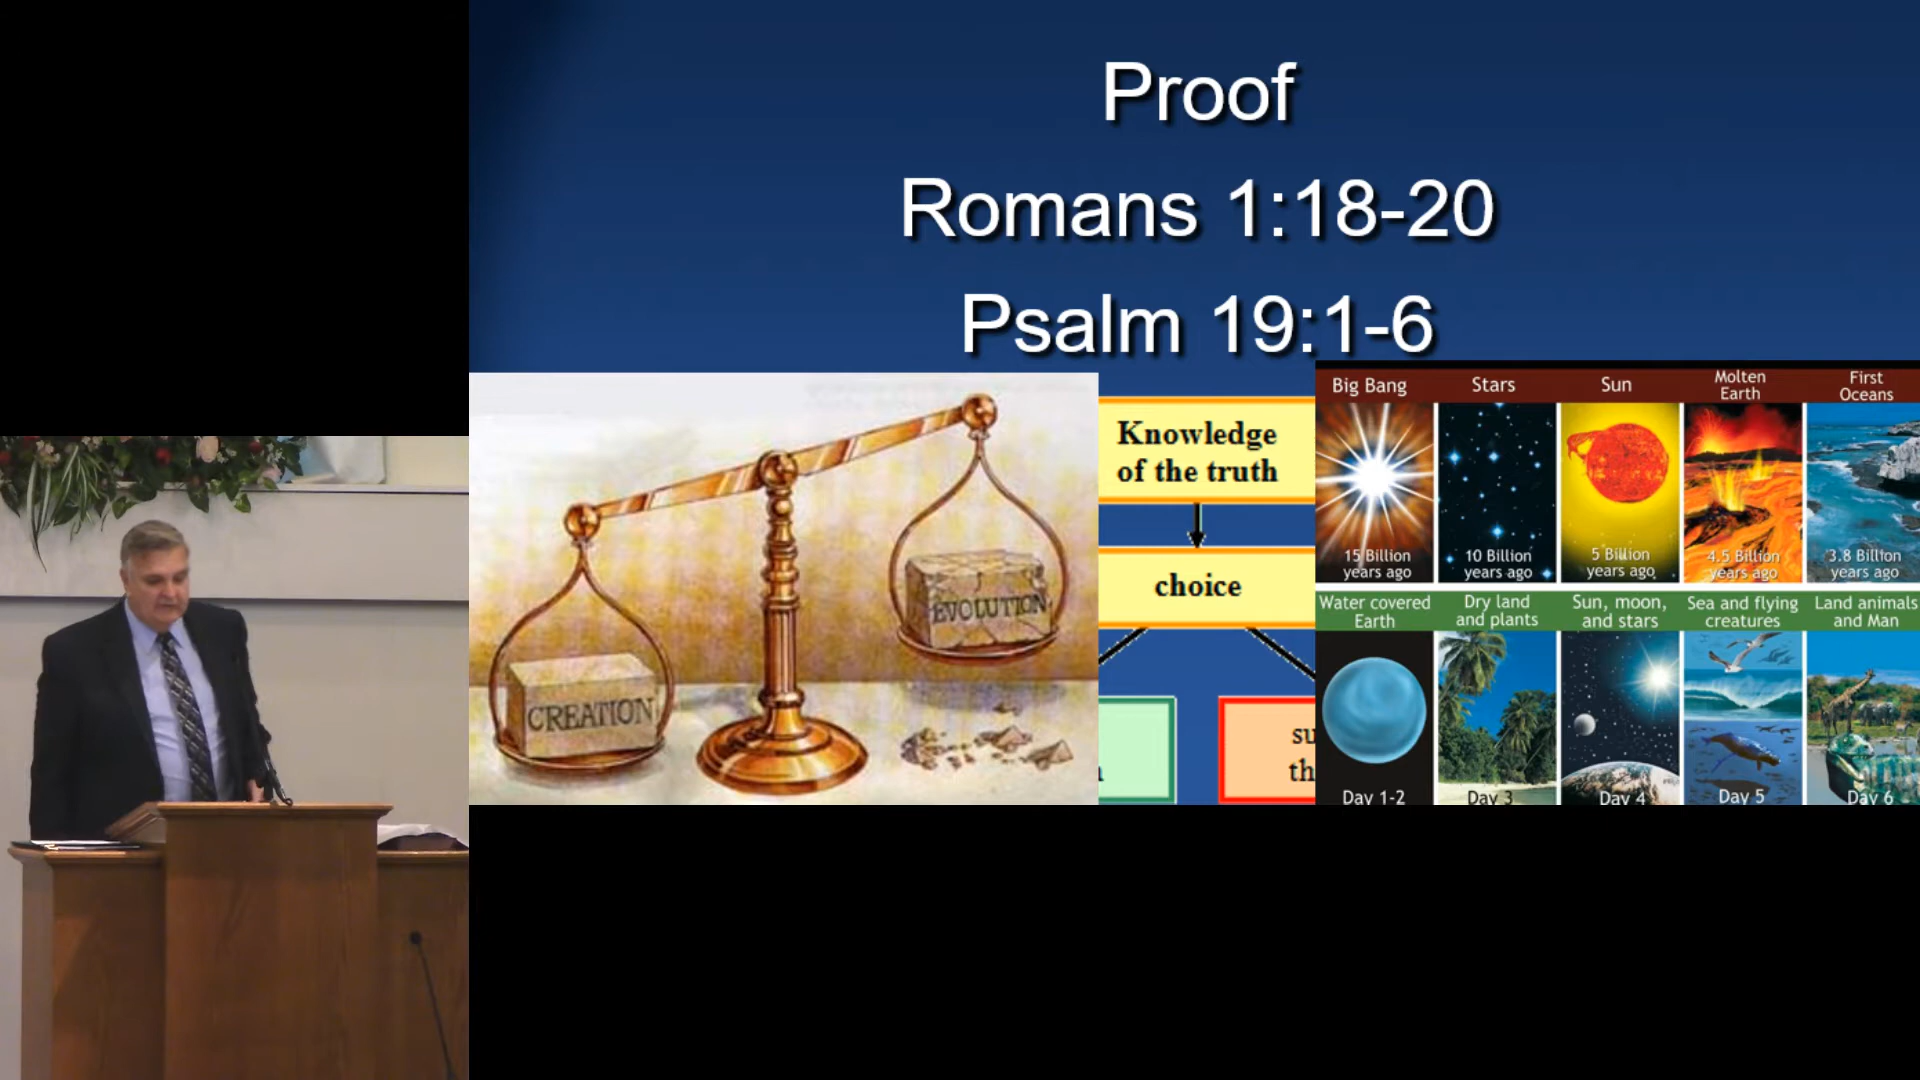 Proof
Romans 1:18-20
Psalm 19:1-6
CREATION
EVOLUTION
Knowledge
of the truth
choice
su
th
Big Bang
15 Billion
years ago
Stars
10 Billion
years ago
Sun
5 Billion
years ago
Molten
Earth
4.5 Billion
years ago
First
Oceans
3.8 Billion
years ago
Water covered
Earth
Day 1-2
Dry land
and plants
Day 3
Sun, moon,
and stars
Day 4
Sea and flying
creatures
Day 5
Land animals
and Man
Day 6